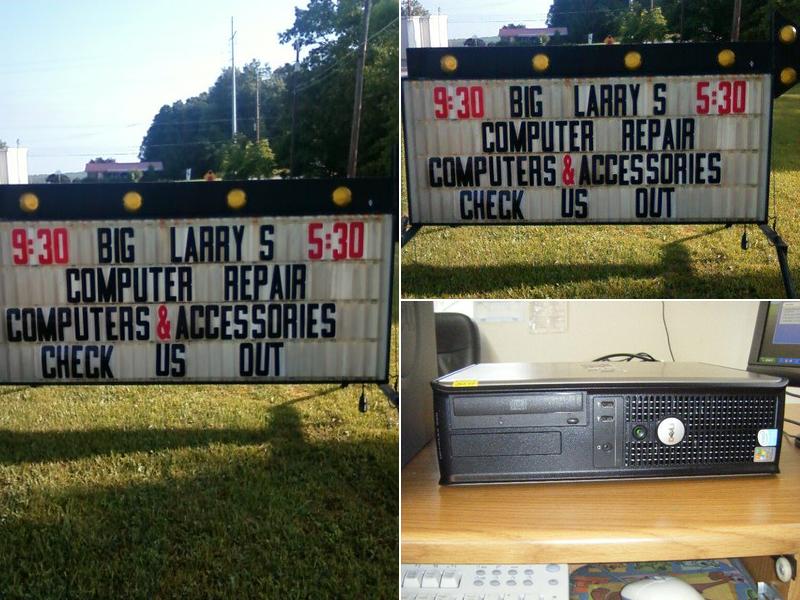 9:30 BIG LARRY S 5:30
COMPUTER REPAIR
COMPUTERS & ACCESSORIES
CHECK US OUT
9:30 BIG LARRY S 5:30
COMPUTER REPAIR
COMPUTERS & ACCESSORIES
CHECK US OUT
DELL